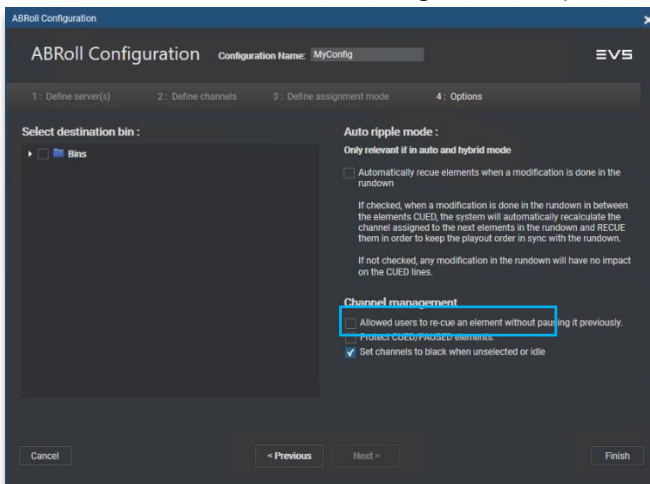 ABRoll Configuration
ABRoll Configuration Configuration Name: MyConfig EVS
1 : Define server(s) 2 : Define channels 3 : Define assignment mode 4 : Options
Select destination bin :
Bins
Auto ripple mode :
Only relevant if in auto and hybrid mode
Automatically recue elements when a modification is done in the
rundown
If checked, when a modification is done in the rundown in between
the elements CUED, the system will automatically recalculate the
channel assigned to the next elements in the rundown and RECUE
them in order to keep the playout order in sync with the rundown.
If not checked, any modification in the rundown will have no impact
on the CUED lines.
Channel management
Allowed users to re-cue an element without pausing it previously.
Protect CUED/PAUSED elements.
Set channels to black when unselected or idle
Cancel < Previous Next > Finish